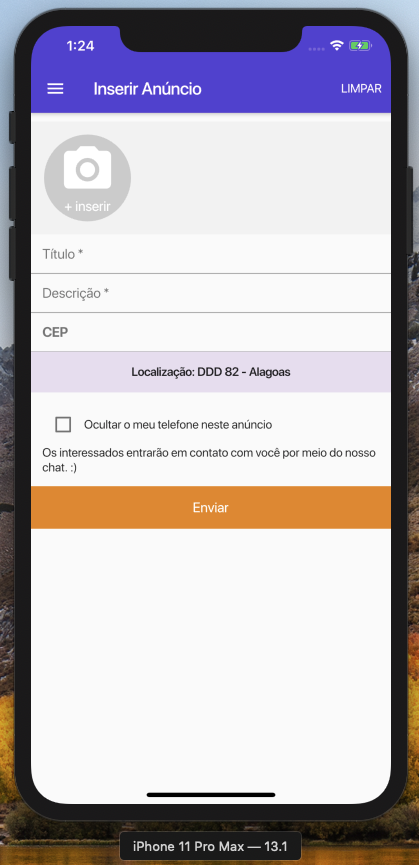 1:24
Inserir Anúncio
LIMPAR
+ inserir
Título *
Descrição *
CEP
Localização: DDD 82 - Alagoas
Ocultar o meu telefone neste anúncio
Os interessados entrarão em contato com você por meio do nosso
chat. :)
Enviar
iPhone 11 Pro Max — 13.1